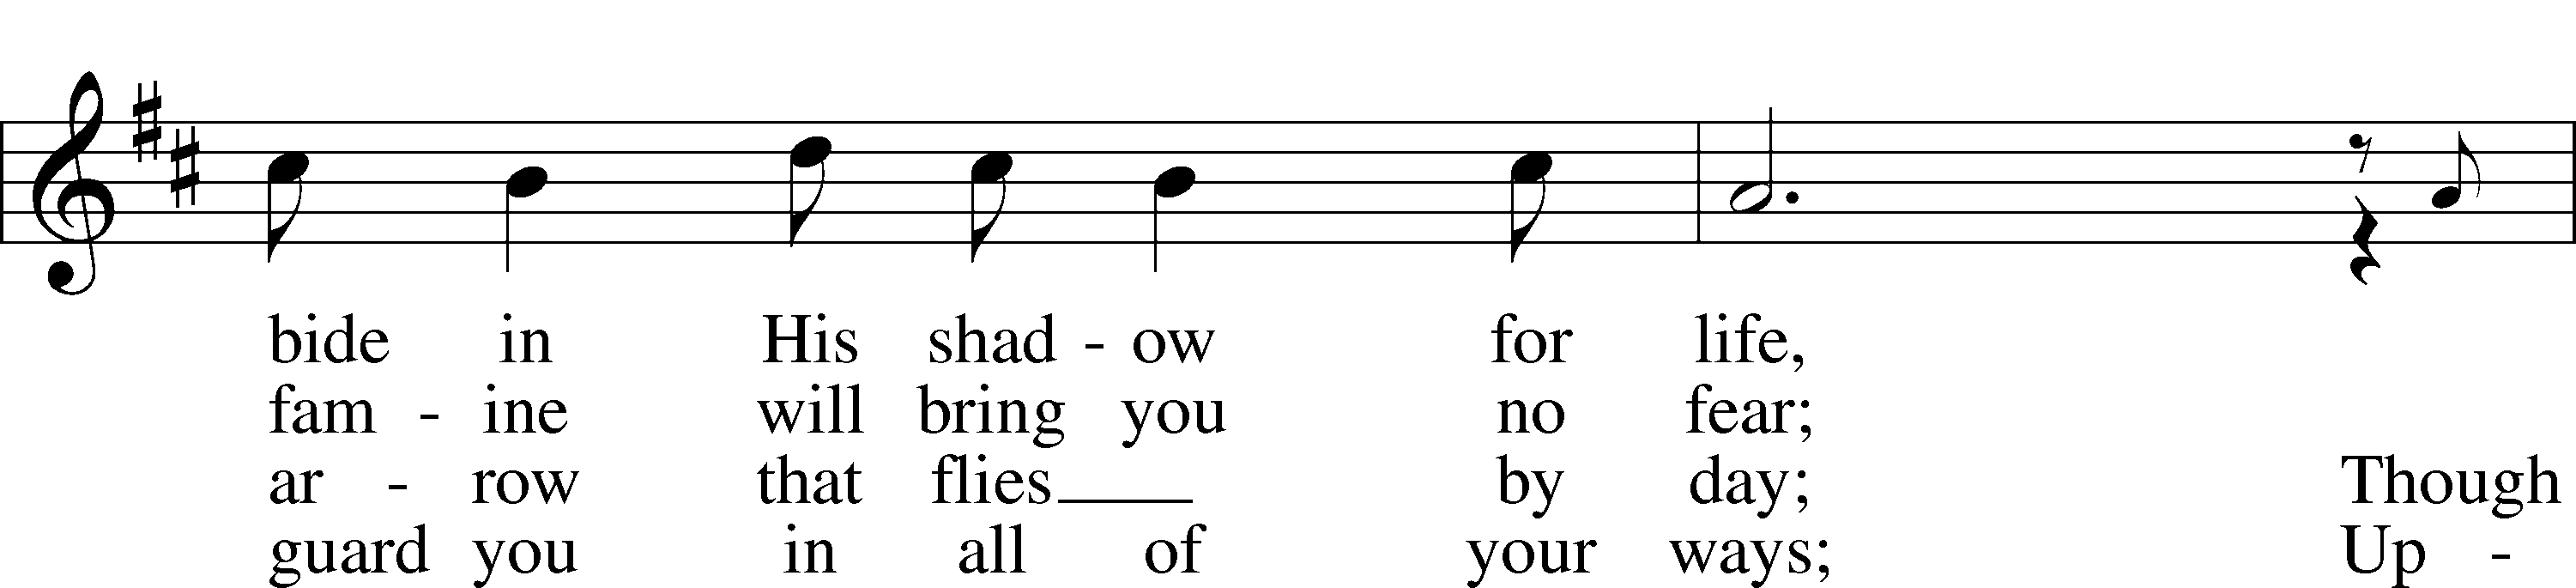 bide in His shad - ow for life,
fam - ine will bring you no fear;
ar - row that flies____ by day; Though
guard you in all of your ways; Up -